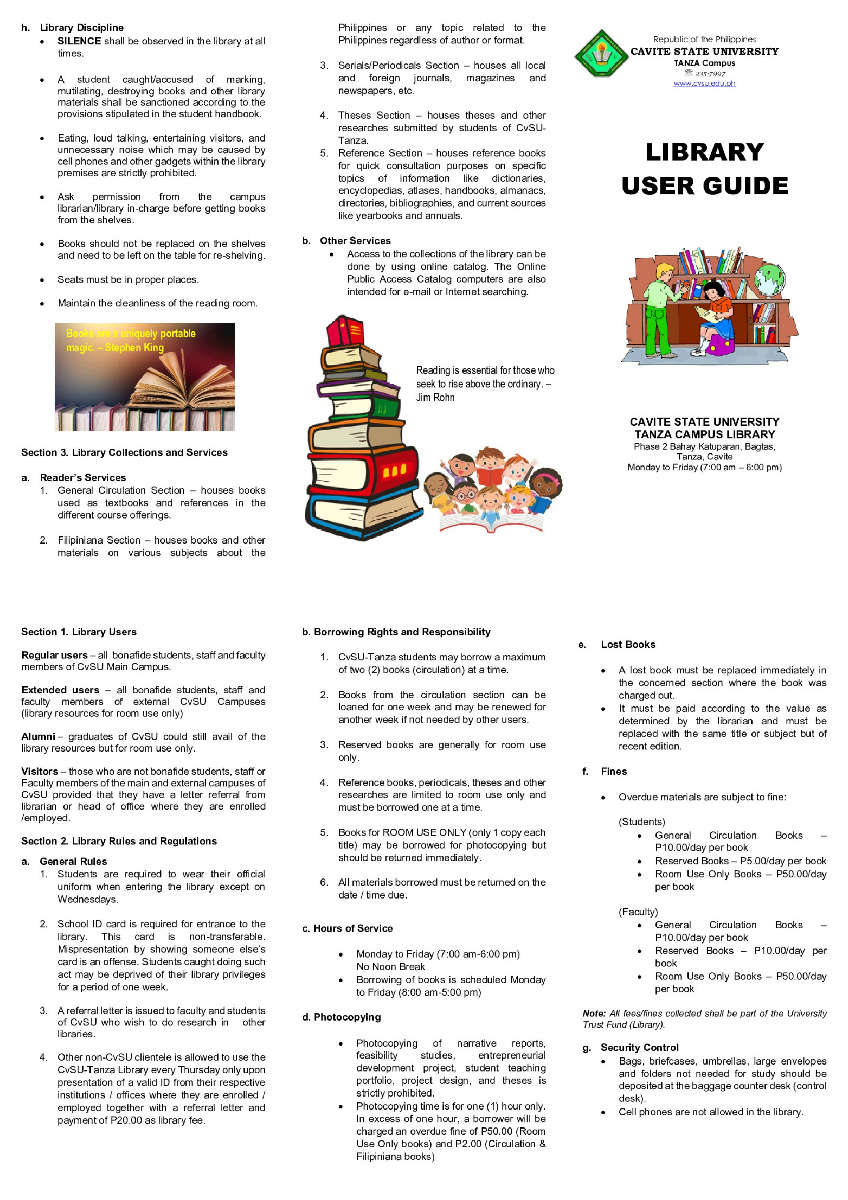 h. Library Discipline
• SILENCE shall be observed in the library at all
times.
• A student caught/accused of marking,
mutilating, destroying books and other library
materials shall be sanctioned according to the
provisions stipulated in the student handbook.
• Eating, loud talking, entertaining visitors, and
unnecessary noise which may be caused by
cell phones and other gadgets within the library
premises are strictly prohibited.
• Ask permission from the campus
librarian/library in-charge before getting books
from the shelves.
• Books should not be replaced on the shelves
and need to be left on the table for re-shelving.
• Seats must be in proper places.
• Maintain the cleanliness of the reading room.
Books are a uniquely portable
magic. – Stephen King
Section 3. Library Collections and Services
a. Reader's Services
1. General Circulation Section – houses books
used as textbooks and references in the
different course offerings.
2. Filipiniana Section – houses books and other
materials on various subjects about the
Philippines or any topic related to the
Philippines regardless of author or format.
3. Serials/Periodicals Section – houses all local
and foreign journals, magazines and
newspapers, etc.
4. Theses Section – houses theses and other
researches submitted by students of CvSU-
Tanza.
5. Reference Section – houses reference books
for quick consultation purposes on specific
topics of information like dictionaries,
encyclopedias, atlases, handbooks, almanacs,
directories, bibliographies, and current sources
like yearbooks and annuals.
b. Other Services
• Access to the collections of the library can be
done by using online catalog. The Online
Public Access Catalog computers are also
intended for e-mail or Internet searching.
Reading is essential for those who
seek to rise above the ordinary. –
Jim Rohn
Republic of the Philippines
CAVITE STATE UNIVERSITY
TANZA Campus
☏
www.cvsu.edu.ph
LIBRARY
USER GUIDE
CAVITE STATE UNIVERSITY
TANZA CAMPUS LIBRARY
Phase 2 Bahay Katuparan, Bagtas,
Tanza, Cavite
Monday to Friday (7:00 am – 6:00 pm)
Section 1. Library Users
Regular users – all bonafide students, staff and faculty
members of CvSU Main Campus.
Extended users – all bonafide students, staff and
faculty members of external CvSU Campuses
(library resources for room use only)
Alumni – graduates of CvSU could still avail of the
library resources but for room use only.
Visitors – those who are not bonafide students, staff or
Faculty members of the main and external campuses of
CvSU provided that they have a letter referral from
librarian or head of office where they are enrolled
/employed.
Section 2. Library Rules and Regulations
a. General Rules
1. Students are required to wear their official
uniform when entering the library except on
Wednesdays.
2. School ID card is required for entrance to the
library. This card is non-transferable.
Mispresentation by showing someone else's
card is an offense. Students caught doing such
act may be deprived of their library privileges
for a period of one week.
3. A referral letter is issued to faculty and students
of CvSU who wish to do research in other
libraries.
4. Other non-CvSU clientele is allowed to use the
CvSU-Tanza Library every Thursday only upon
presentation of a valid ID from their respective
institutions / offices where they are enrolled /
employed together with a referral letter and
payment of P20.00 as library fee.
b. Borrowing Rights and Responsibility
1. CvSU-Tanza students may borrow a maximum
of two (2) books (circulation) at a time.
2. Books from the circulation section can be
loaned for one week and may be renewed for
another week if not needed by other users.
3. Reserved books are generally for room use
only.
4. Reference books, periodicals, theses and other
researches are limited to room use only and
must be borrowed one at a time.
5. Books for ROOM USE ONLY (only 1 copy each
title) may be borrowed for photocopying but
should be returned immediately.
6. All materials borrowed must be returned on the
date / time due.
c. Hours of Service
• Monday to Friday (7:00 am-6:00 pm)
No Noon Break
• Borrowing of books is scheduled Monday
to Friday (8:00 am-5:00 pm)
d. Photocopying
• Photocopying of narrative reports,
feasibility studies, entrepreneurial
development project, student teaching
portfolio, project design, and theses is
strictly prohibited.
• Photocopying time is for one (1) hour only.
In excess of one hour, a borrower will be
charged an overdue fine of P50.00 (Room
Use Only books) and P2.00 (Circulation &
Filipiniana books)
e. Lost Books
• A lost book must be replaced immediately in
the concerned section where the book was
charged out.
• It must be paid according to the value as
determined by the librarian and must be
replaced with the same title or subject but of
recent edition.
f. Fines
• Overdue materials are subject to fine:
(Students)
• General Circulation Books –
P10.00/day per book
• Reserved Books – P5.00/day per book
• Room Use Only Books – P50.00/day
per book
(Faculty)
• General Circulation Books –
P10.00/day per book
• Reserved Books – P10.00/day per
book
• Room Use Only Books – P50.00/day
per book
Note: All fees/fines collected shall be part of the University
Trust Fund (Library).
g. Security Control
• Bags, briefcases, umbrellas, large envelopes
and folders not needed for study should be
deposited at the baggage counter desk (control
desk).
• Cell phones are not allowed in the library.